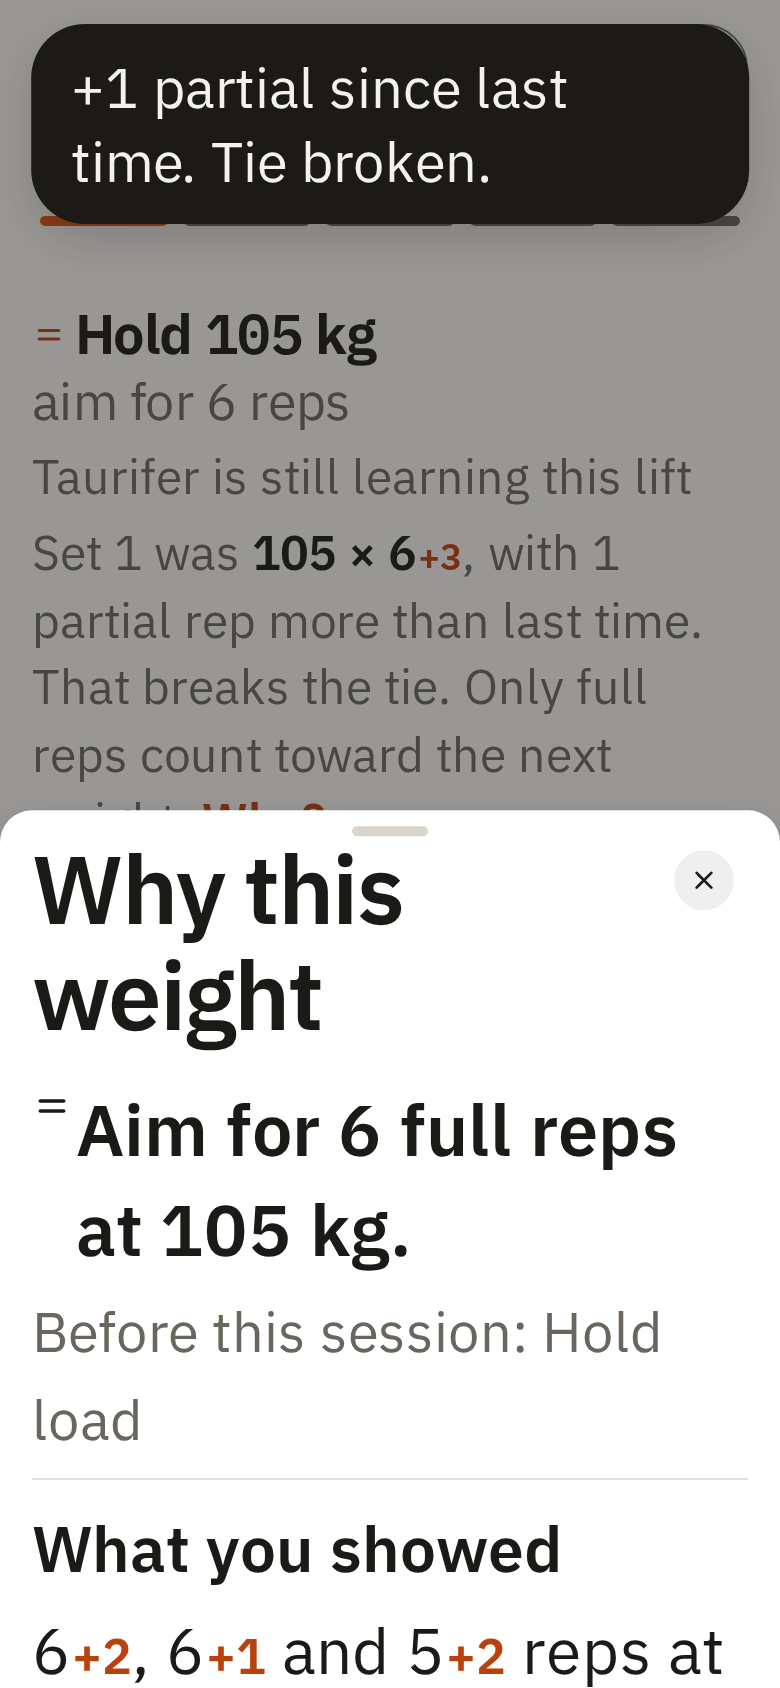 +1 partial since last
time. Tie broken.
= Hold 105 kg
aim for 6 reps
Taurifer is still learning this lift
Set 1 was 105 × 6+3, with 1
partial rep more than last time.
That breaks the tie. Only full
reps count toward the next
Why this
weight
= Aim for 6 full reps
at 105 kg.
Before this session: Hold
load
What you showed
6+2, 6+1 and 5+2 reps at